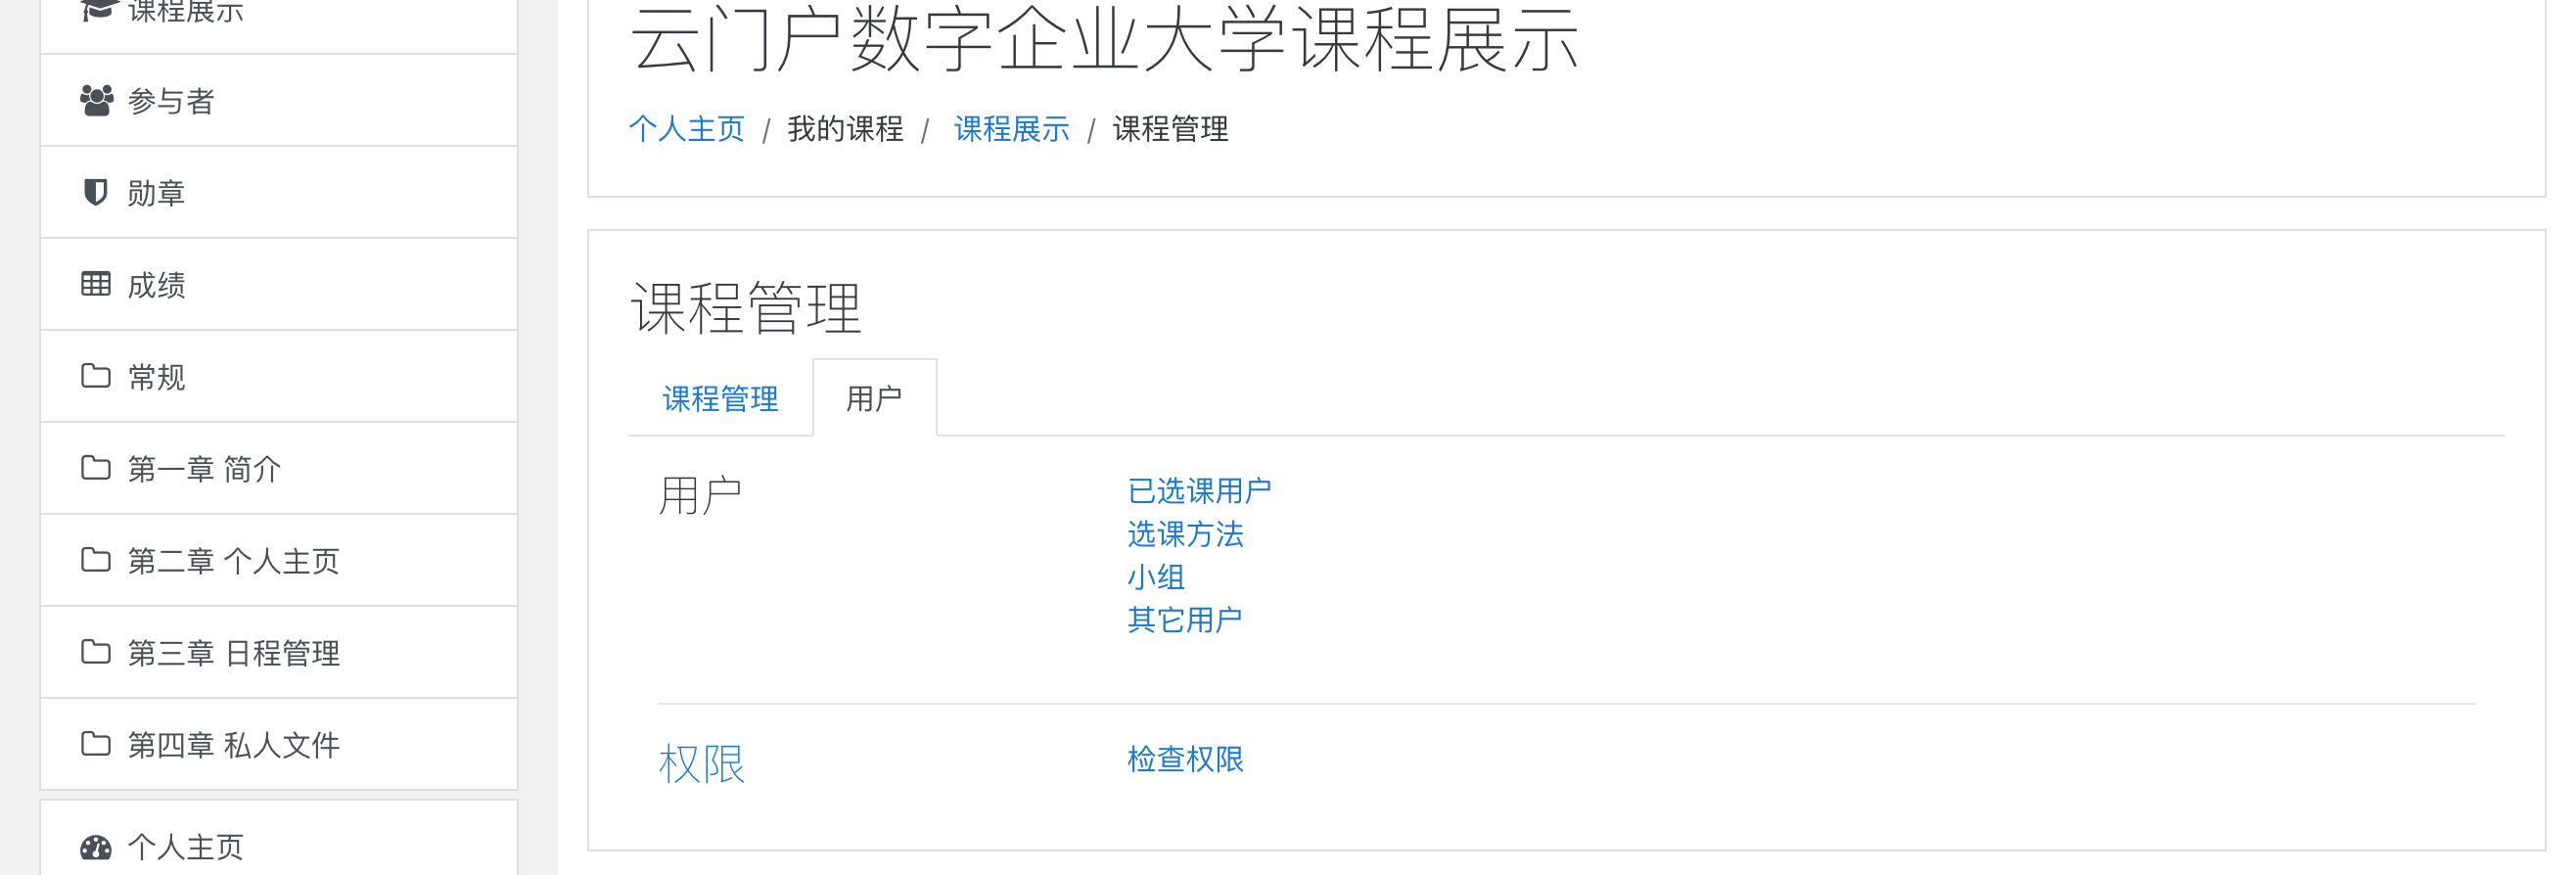 课程展示
参与者
勋章
成绩
常规
第一章 简介
第二章 个人主页
第三章 日程管理
第四章 私人文件
个人主页
云门户数字企业大学课程展示
个人主页 / 我的课程 / 课程展示 / 课程管理
课程管理
课程管理 用户
用户
已选课用户
选课方法
小组
其它用户
权限
检查权限